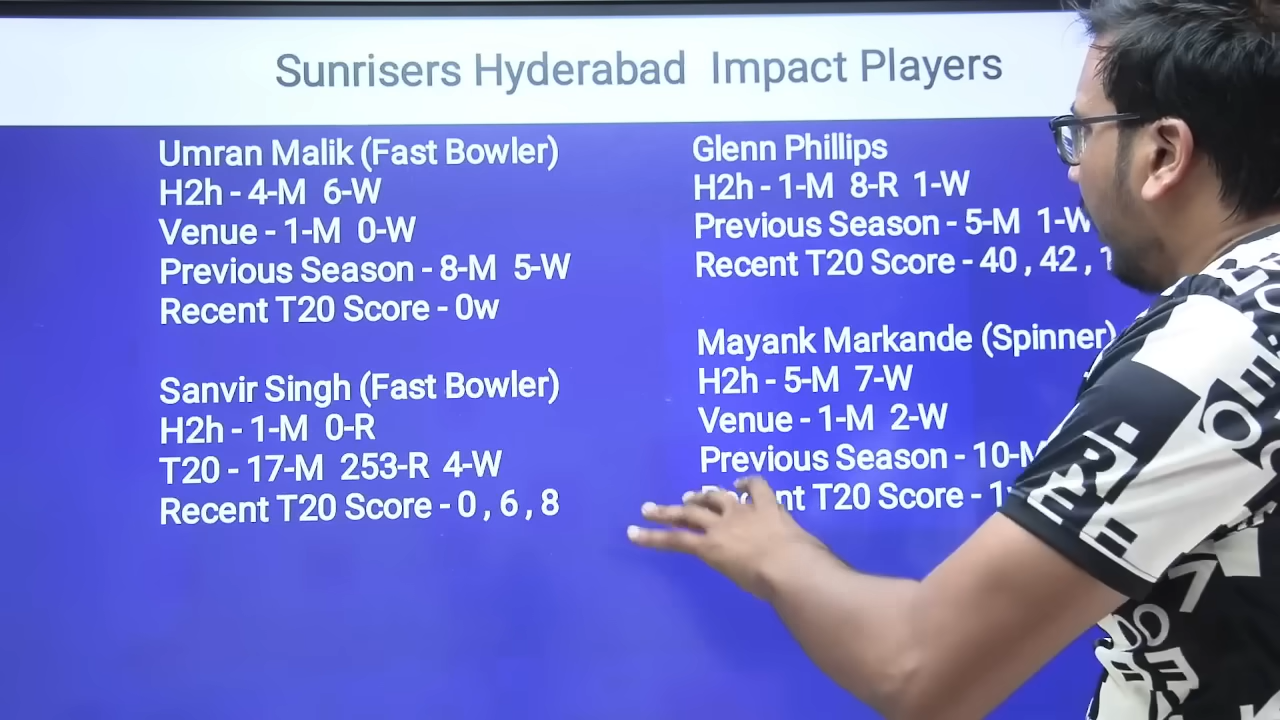 Sunrisers Hyderabad Impact Players
Umran Malik (Fast Bowler)
H2h - 4-M 6-W
Venue - 1-M 0-W
Previous Season - 8-M 5-W
Recent T20 Score - 0w
Sanvir Singh (Fast Bowler)
H2h - 1-M 0-R
T20 - 17-M 253-R 4-W
Recent T20 Score - 0 , 6 , 8
Glenn Phillips
H2h - 1-M 8-R 1-W
Previous Season - 5-M 1-W
Recent T20 Score - 40 , 42 ,
Mayank Markande (Spinner)
H2h - 5-M 7-W
Venue - 1-M 2-W
Previous Season - 10-M
T20 Score -